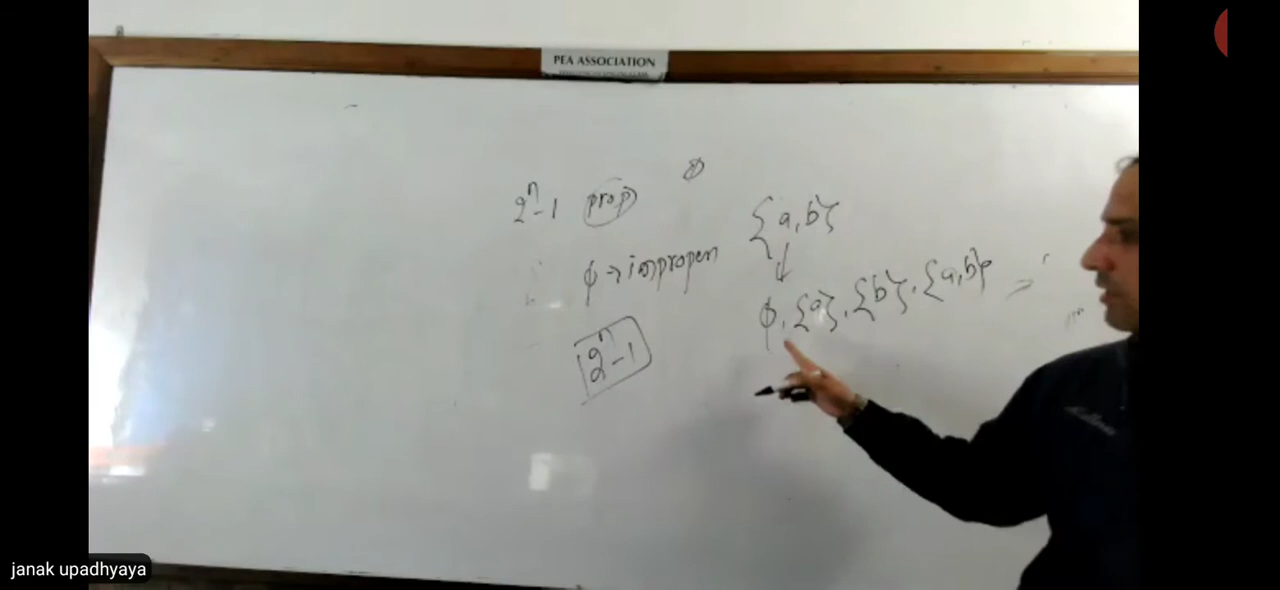 PEA ASSOCIATION
2ⁿ-1 prop
φ → improper
2ⁿ-1
{a, b}
↓
φ, {a}, {b}, {a, b}
janak upadhyaya